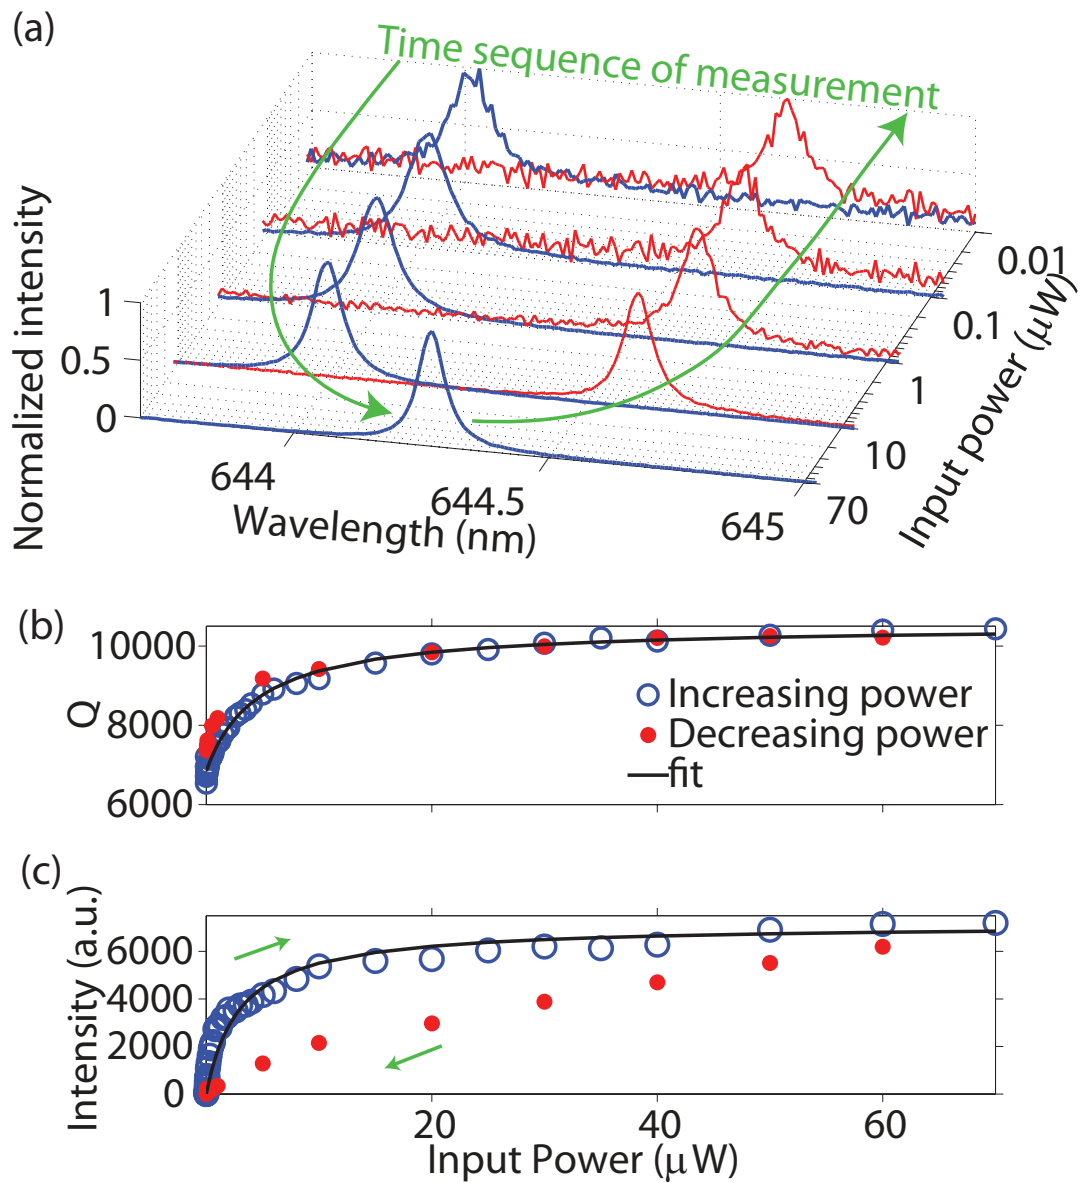 (a)
Time sequence of measurement
Normalized intensity
1
0.5
0
644
644.5
645
Wavelength (nm)
0.01
0.1
1
10
70
Input power (μW)
(b)
Q
10000
8000
6000
Increasing power
Decreasing power
fit
(c)
Intensity (a.u.)
6000
4000
2000
0
20
40
60
Input Power (μW)